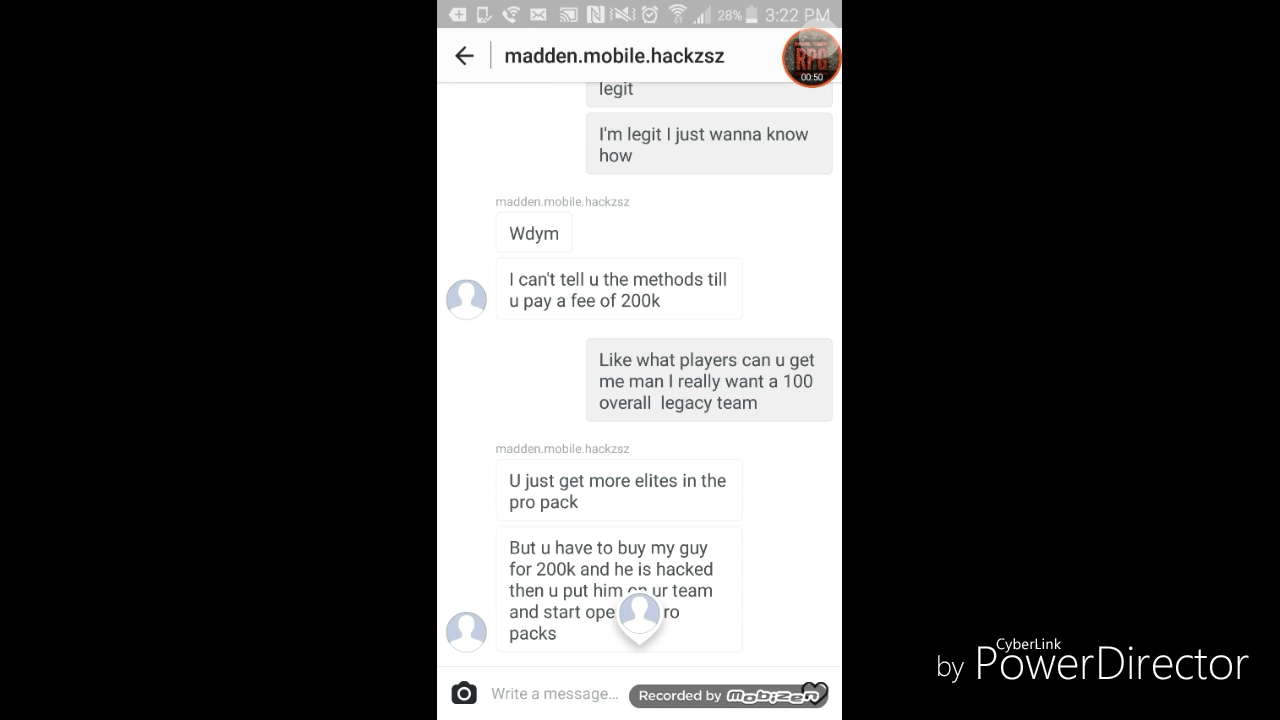 28% 3:22 PM
madden.mobile.hackzsz
RPG
00:50
legit
I'm legit I just wanna know
how
madden.mobile.hackzsz
Wdym
I can't tell u the methods till
u pay a fee of 200k
Like what players can u get
me man I really want a 100
overall legacy team
madden.mobile.hackzsz
U just get more elites in the
pro pack
But u have to buy my guy
for 200k and he is hacked
then u put him on ur team
and start ope ro
packs
Write a message...
Recorded by Mobizen
CyberLink
by PowerDirector